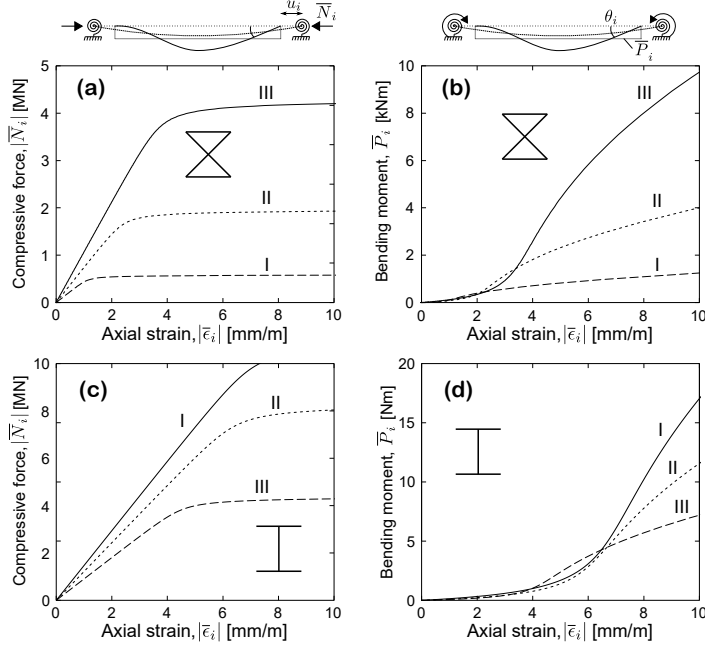 u_i
N̅_i
θ_i
P̅_i
(a)
III
II
I
Compressive force, |N̅_i| [MN]
5
4
3
2
1
0
0 2 4 6 8 10
Axial strain, |ϵ̅_i| [mm/m]
(b)
III
II
I
Bending moment, P̅_i [kNm]
10
8
6
4
2
0
0 2 4 6 8 10
Axial strain, |ϵ̅_i| [mm/m]
(c)
I
II
III
Compressive force, |N̅_i| [MN]
10
8
6
4
2
0
0 2 4 6 8 10
Axial strain, |ϵ̅_i| [mm/m]
(d)
I
II
III
Bending moment, P̅_i [Nm]
20
15
10
5
0
0 2 4 6 8 10
Axial strain, |ϵ̅_i| [mm/m]